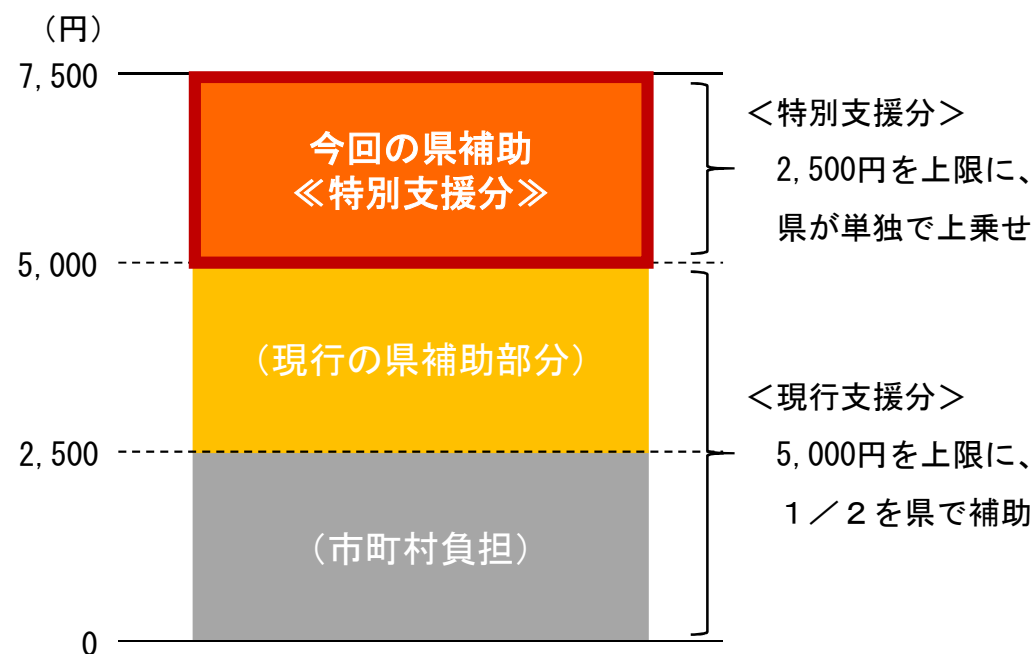 （円）
7,500
今回の県補助
≪特別支援分≫
＜特別支援分＞
2,500円を上限に、
県が単独で上乗せ
5,000
（現行の県補助部分）
＜現行支援分＞
5,000円を上限に、
１／２を県で補助
2,500
（市町村負担）
0